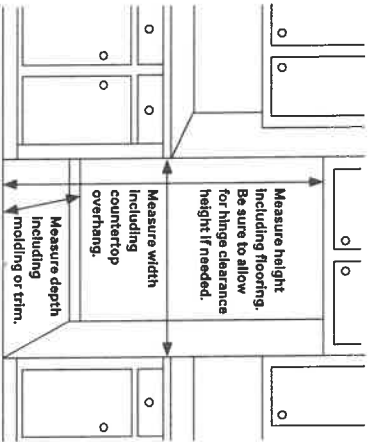 Measure height
including flooring.
Be sure to allow
for hinge clearance
height if needed.
Measure width
including
countertop
overhang.
Measure depth
including
molding or trim.